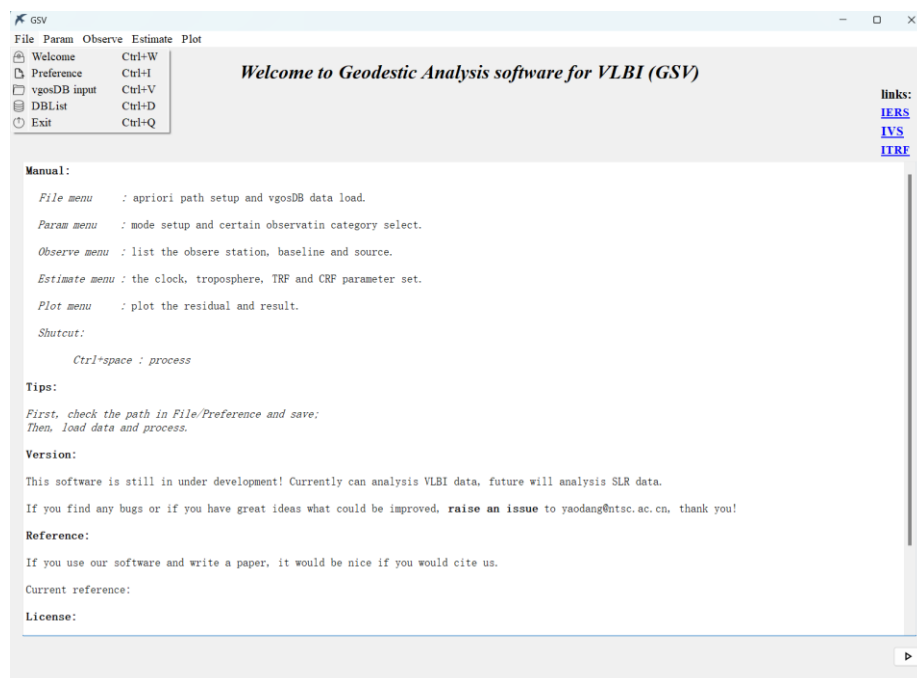 GSV
File Param Observe Estimate Plot
Welcome Ctrl+W
Preference Ctrl+I
vgosDB input Ctrl+V
DBList Ctrl+D
Exit Ctrl+Q
Welcome to Geodestic Analysis software for VLBI (GSV)
links:
IERS
IVS
ITRF
Manual:
File menu : apriori path setup and vgosDB data load.
Param menu : mode setup and certain observatin category select.
Observe menu : list the obsere station, baseline and source.
Estimate menu : the clock, troposphere, TRF and CRF parameter set.
Plot menu : plot the residual and result.
Shutcut:
Ctrl+space : process
Tips:
First, check the path in File/Preference and save;
Then, load data and process.
Version:
This software is still in under development! Currently can analysis VLBI data, future will analysis SLR data.
If you find any bugs or if you have great ideas what could be improved, raise an issue to yaodang@ntsc.ac.cn, thank you!
Reference:
If you use our software and write a paper, it would be nice if you would cite us.
Current reference:
License: